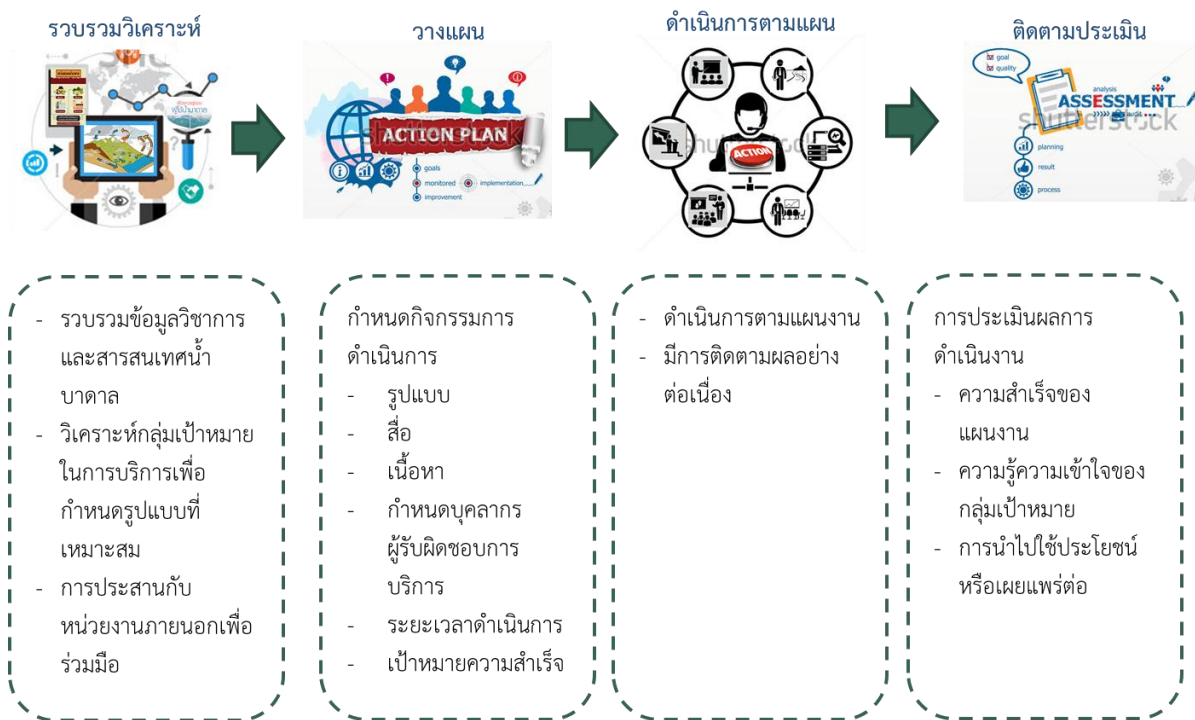 รวบรวมวิเคราะห์
วางแผน
ดำเนินการตามแผน
ติดตามประเมิน
ACTION PLAN
goals
monitored
implementation
improvement
ACTION
goal
quality
analysis
ASSESSMENT
audit
shutterstock
planning
result
process
- รวบรวมข้อมูลวิชาการ
และสารสนเทศน้ำ
บาดาล
- วิเคราะห์กลุ่มเป้าหมาย
ในการบริการเพื่อ
กำหนดรูปแบบที่
เหมาะสม
- การประสานกับ
หน่วยงานภายนอกเพื่อ
ร่วมมือ
กำหนดกิจกรรมการ
ดำเนินการ
- รูปแบบ
- สื่อ
- เนื้อหา
- กำหนดบุคลากร
ผู้รับผิดชอบการ
บริการ
- ระยะเวลาดำเนินการ
- เป้าหมายความสำเร็จ
- ดำเนินการตามแผนงาน
- มีการติดตามผลอย่าง
ต่อเนื่อง
การประเมินผลการ
ดำเนินงาน
- ความสำเร็จของ
แผนงาน
- ความรู้ความเข้าใจของ
กลุ่มเป้าหมาย
- การนำไปใช้ประโยชน์
หรือเผยแพร่ต่อ